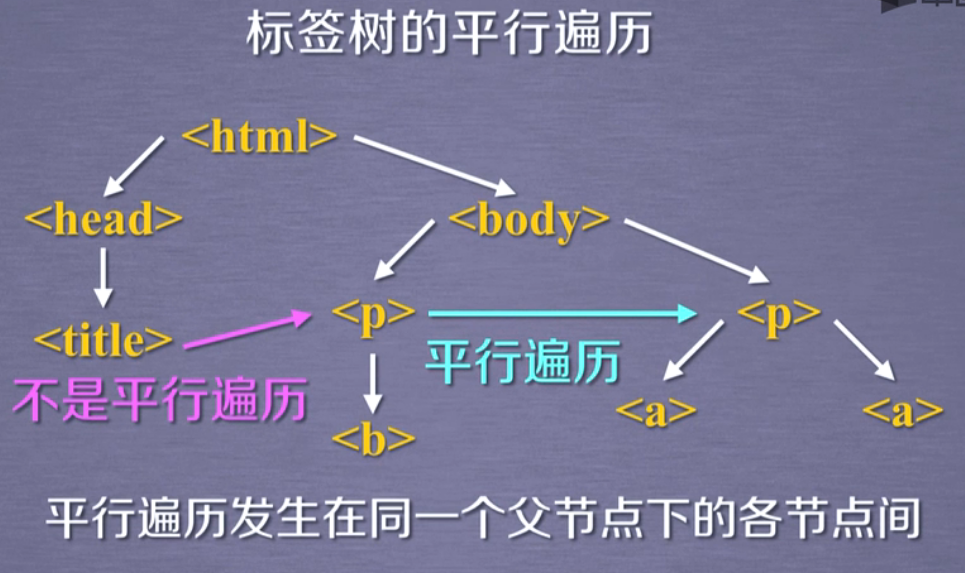 标签树的平行遍历
<html>
<head>
<body>
<title>
<p>
<p>
不是平行遍历
平行遍历
<b>
<a>
<a>
平行遍历发生在同一个父节点下的各节点间